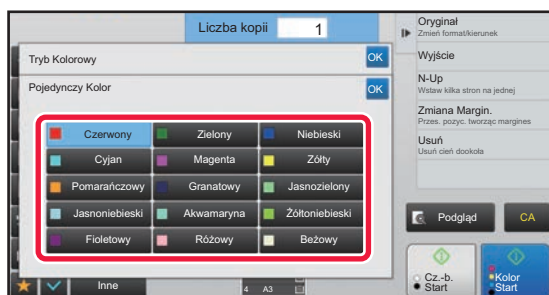 Liczba kopii 1
Tryb Kolorowy OK
Pojedynczy Kolor OK
Czerwony Zielony Niebieski
Cyjan Magenta Żółty
Pomarańczowy Granatowy Jasnozielony
Jasnoniebieski Akwamaryna Żółtoniebieski
Fioletowy Różowy Beżowy
Inne
4 A3
Oryginał
Zmień format/kierunek
Wyjście
N-Up
Wstaw kilka stron na jednej
Zmiana Margin.
Przes. pozyc. tworząc margines
Usuń
Usuń cień dookoła
Podgląd CA
Cz.-b.
Start
Kolor
Start